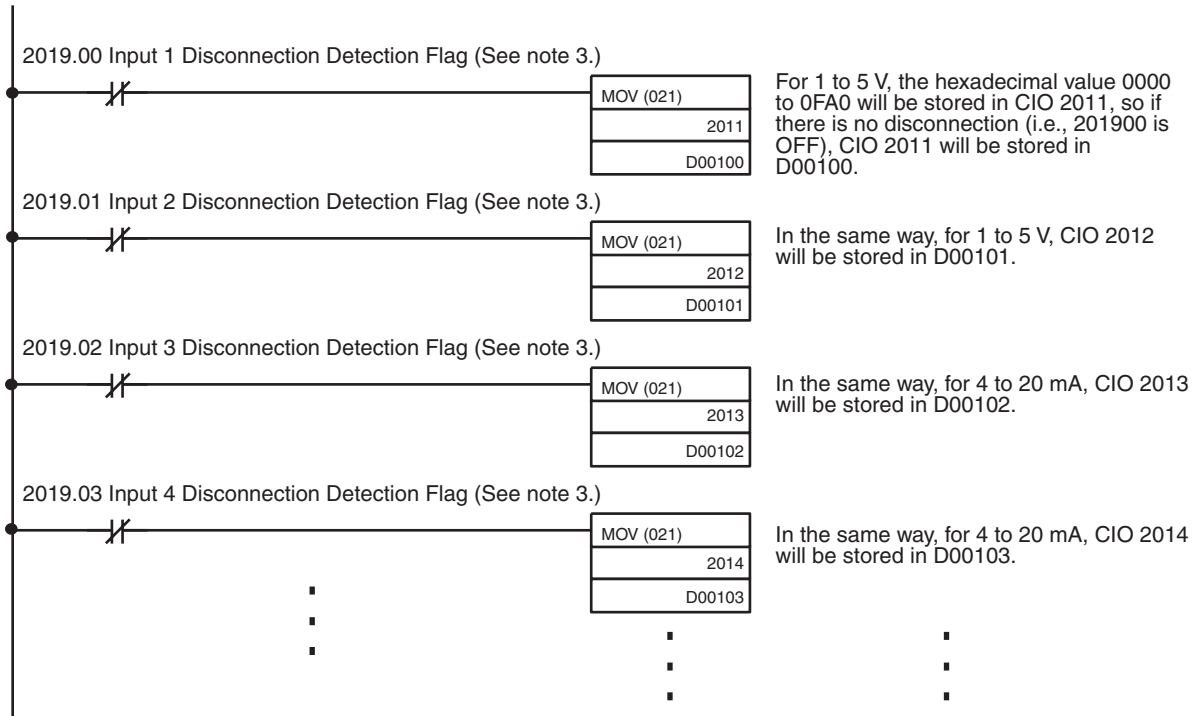 2019.00 Input 1 Disconnection Detection Flag (See note 3.)
MOV (021)
2011
D00100
For 1 to 5 V, the hexadecimal value 0000
to 0FA0 will be stored in CIO 2011, so if
there is no disconnection (i.e., 201900 is
OFF), CIO 2011 will be stored in
D00100.
2019.01 Input 2 Disconnection Detection Flag (See note 3.)
MOV (021)
2012
D00101
In the same way, for 1 to 5 V, CIO 2012
will be stored in D00101.
2019.02 Input 3 Disconnection Detection Flag (See note 3.)
MOV (021)
2013
D00102
In the same way, for 4 to 20 mA, CIO 2013
will be stored in D00102.
2019.03 Input 4 Disconnection Detection Flag (See note 3.)
MOV (021)
2014
D00103
In the same way, for 4 to 20 mA, CIO 2014
will be stored in D00103.